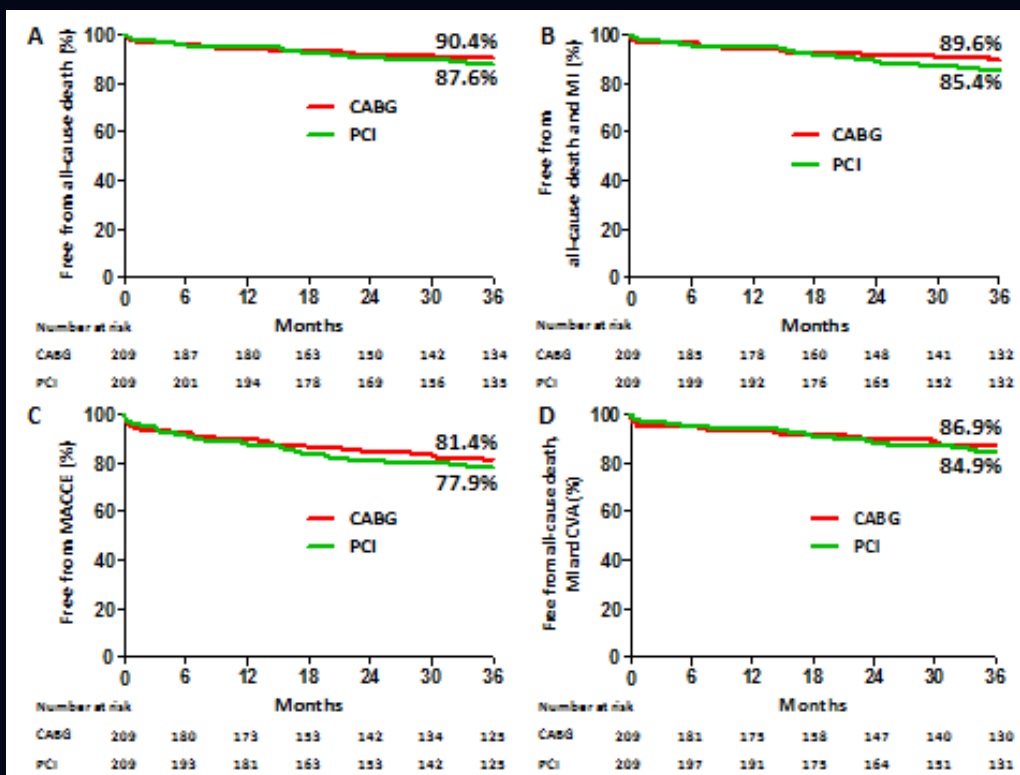 A
Free from all-cause death (%)
100
80
60
40
20
0
90.4%
87.6%
CABG
PCI
0 6 12 18 24 30 36
Number at risk
Months
CABG 209 187 180 163 150 142 134
PCI 209 201 194 178 169 156 135
B
Free from
all-cause death and MI (%)
100
80
60
40
20
0
89.6%
85.4%
CABG
PCI
0 6 12 18 24 30 36
Number at risk
Months
CABG 209 185 178 160 148 141 132
PCI 209 199 192 176 165 152 132
C
Free from MACCE (%)
100
80
60
40
20
0
81.4%
77.9%
CABG
PCI
0 6 12 18 24 30 36
Number at risk
Months
CABG 209 180 173 153 142 134 125
PCI 209 193 181 163 153 142 125
D
Free from all-cause death,
MI and CVA (%)
100
80
60
40
20
0
86.9%
84.9%
CABG
PCI
0 6 12 18 24 30 36
Number at risk
Months
CABG 209 181 175 158 147 140 130
PCI 209 197 191 175 164 151 131